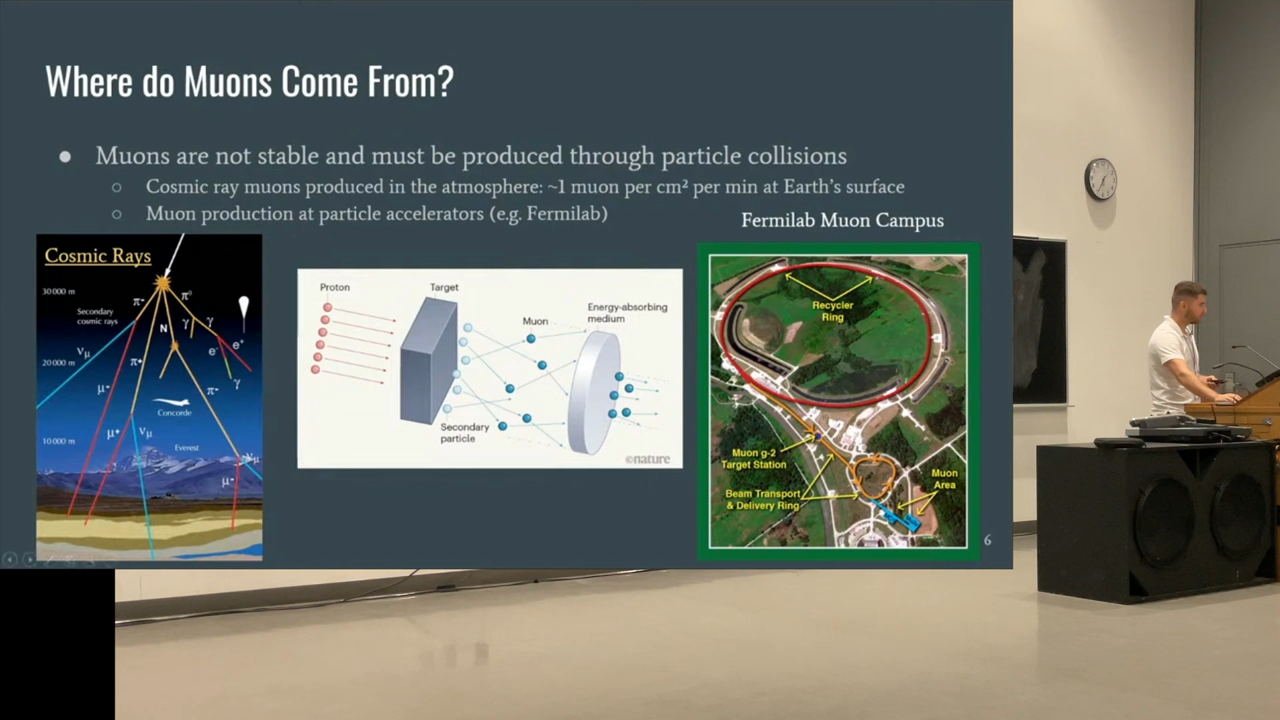 Where do Muons Come From?
● Muons are not stable and must be produced through particle collisions
○ Cosmic ray muons produced in the atmosphere: ~1 muon per cm² per min at Earth's surface
○ Muon production at particle accelerators (e.g. Fermilab)
Fermilab Muon Campus
Cosmic Rays
30000 m
Secondary
cosmic rays
π-
π⁰
N
γ
γ
e-
e+
γ
νμ
20000 m
π+
π-
μ-
Concorde
μ+
νμ
Everest
10000 m
μ-
μ-
Proton
Target
Muon
Energy-absorbing
medium
Secondary
particle
©nature
Recycler
Ring
Muon g-2
Target Station
Beam Transport
& Delivery Ring
Muon
Area
6